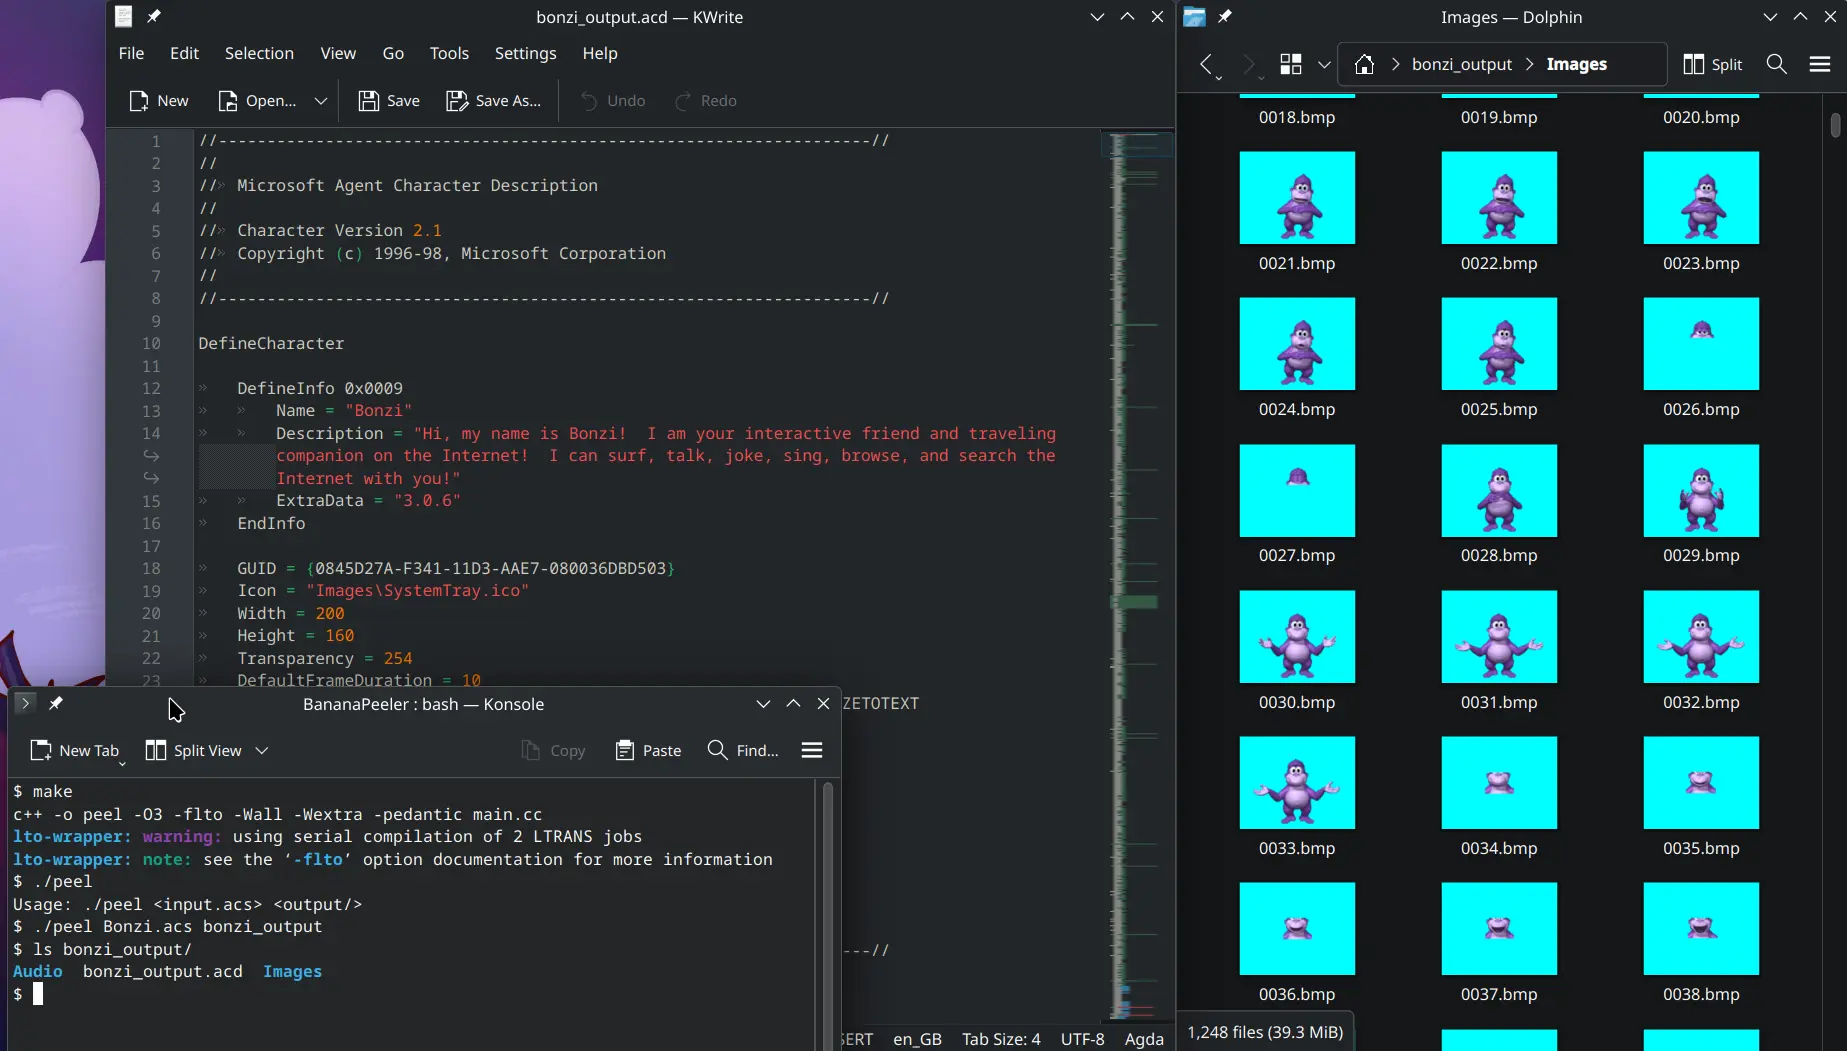 bonzi_output.acd — KWrite
File Edit Selection View Go Tools Settings Help
New Open... Save Save As... Undo Redo
1 //-------------------------------------------------------------------//
2 //
3 //» Microsoft Agent Character Description
4 //
5 //» Character Version 2.1
6 //» Copyright (c) 1996-98, Microsoft Corporation
7 //
8 //-------------------------------------------------------------------//
9
10 DefineCharacter
11
12 » DefineInfo 0x0009
13 » » Name = "Bonzi"
14 » » Description = "Hi, my name is Bonzi!  I am your interactive friend and traveling
companion on the Internet!  I can surf, talk, joke, sing, browse, and search the
Internet with you!"
15 » » ExtraData = "3.0.6"
16 » EndInfo
17
18 » GUID = {0845D27A-F341-11D3-AAE7-080036DBD503}
19 » Icon = "Images\SystemTray.ico"
20 » Width = 200
21 » Height = 160
22 » Transparency = 254
23 » DefaultFrameDuration = 10
ZETOTEXT
---//
SERT en_GB Tab Size: 4 UTF-8 Agda
BananaPeeler : bash — Konsole
New Tab Split View Copy Paste Find...
$ make
c++ -o peel -O3 -flto -Wall -Wextra -pedantic main.cc
lto-wrapper: warning: using serial compilation of 2 LTRANS jobs
lto-wrapper: note: see the ‘-flto’ option documentation for more information
$ ./peel
Usage: ./peel <input.acs> <output/>
$ ./peel Bonzi.acs bonzi_output
$ ls bonzi_output/
Audio  bonzi_output.acd  Images
$
Images — Dolphin
bonzi_output > Images Split
0018.bmp 0019.bmp 0020.bmp
0021.bmp 0022.bmp 0023.bmp
0024.bmp 0025.bmp 0026.bmp
0027.bmp 0028.bmp 0029.bmp
0030.bmp 0031.bmp 0032.bmp
0033.bmp 0034.bmp 0035.bmp
0036.bmp 0037.bmp 0038.bmp
1,248 files (39.3 MiB)